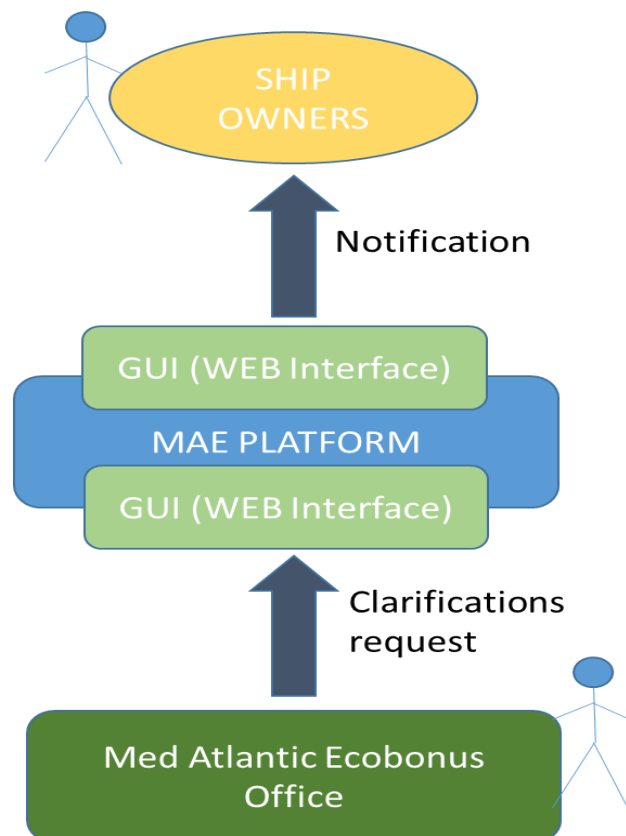 SHIP
OWNERS
Notification
GUI (WEB Interface)
MAE PLATFORM
GUI (WEB Interface)
Clarifications
request
Med Atlantic Ecobonus
Office